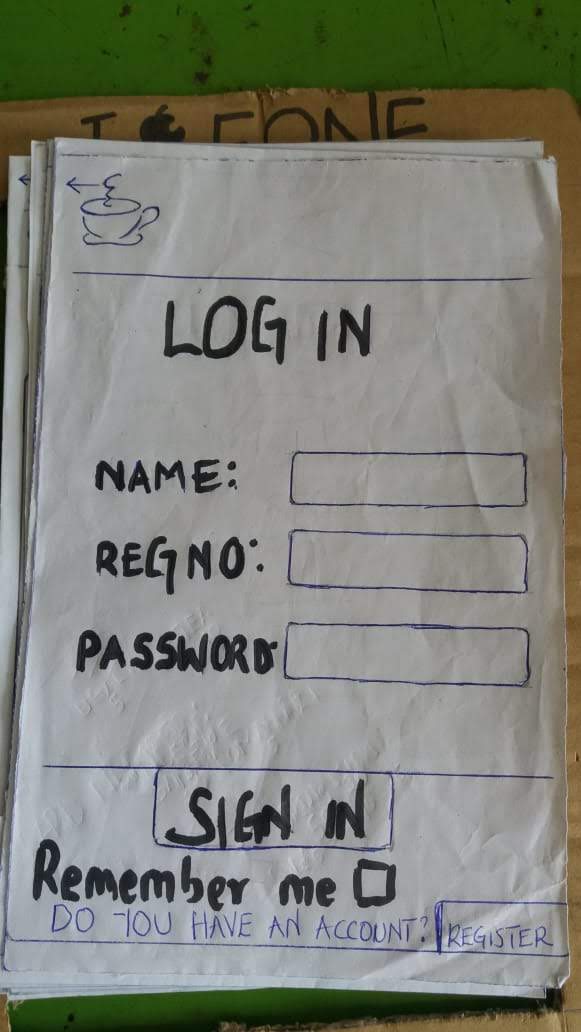 I FONE
LOG IN
NAME:
REG NO:
PASSWORD:
SIGN IN
Remember me
DO YOU HAVE AN ACCOUNT? REGISTER